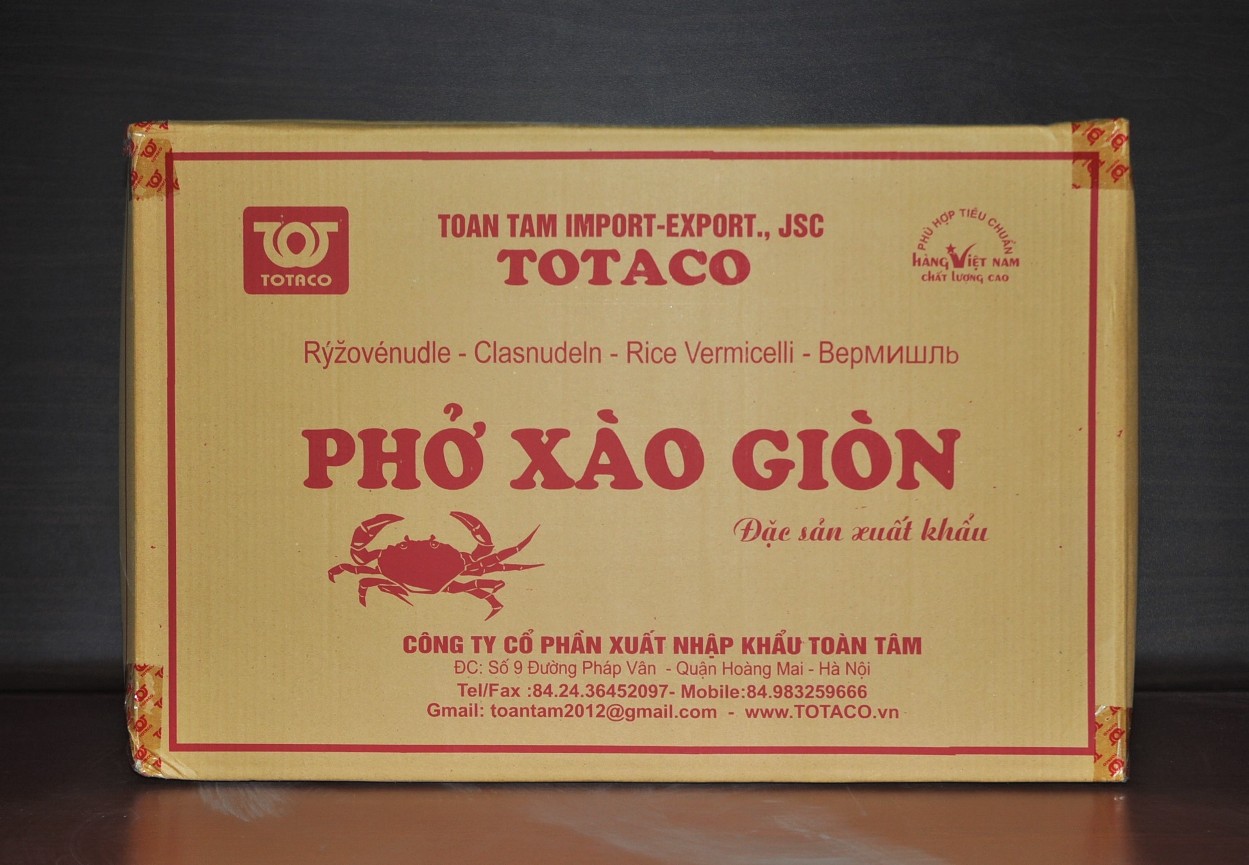 TOT
TOTACO
TOAN TAM IMPORT-EXPORT., JSC
TOTACO
PHÙ HỢP TIÊU CHUẨN
HÀNG VIỆT NAM
CHẤT LƯỢNG CAO
Rýžovénudle - Clasnudeln - Rice Vermicelli - Вермишль
PHỞ XÀO GIÒN
Đặc sản xuất khẩu
CÔNG TY CỔ PHẦN XUẤT NHẬP KHẨU TOÀN TÂM
ĐC: Số 9 Đường Pháp Vân - Quận Hoàng Mai - Hà Nội
Tel/Fax :84.24.36452097- Mobile:84.983259666
Gmail: toantam2012@gmail.com - www.TOTACO.vn